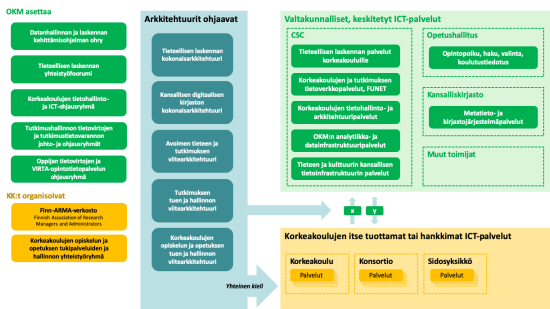 OKM asettaa
Datanhallinnan ja laskennan
kehittämisohjelman ohry
Tieteellisen laskennan
yhteistyöfoorumi
Korkeakoulujen tietohallinto-
ja ICT-ohjausryhmä
Tutkimushallinnon tietovirtojen
ja tutkimustietovarannon
johto- ja ohjausryhmät
Oppijan tietovirtojen ja
VIRTA-opintotietopalvelun
ohjausryhmä
KK:t organisoivat
Finn-ARMA-verkosto
Finnish Association of Research
Managers and Administrators
Korkeakoulujen opiskelun ja
opetuksen tukipalveluiden ja
hallinnon yhteistyöryhmä
Arkkitehtuurit ohjaavat
Tieteellisen laskennan
kokonaisarkkitehtuuri
Kansallisen digitaalisen
kirjaston
kokonaisarkkitehtuuri
Avoimen tieteen ja
tutkimuksen
viitearkkitehtuuri
Tutkimuksen
tuen ja hallinnon
viitearkkitehtuuri
Korkeakoulujen
opiskelun ja opetuksen
tuen ja hallinnon
viitearkkitehtuuri
Yhteinen kieli
Valtakunnalliset, keskitetyt ICT-palvelut
CSC
Tieteellisen laskennan palvelut
korkeakouluille
Korkeakoulujen ja tutkimuksen
tietoverkkopalvelut, FUNET
Korkeakoulujen tietohallinto- ja
arkkitehtuuripalvelut
OKM:n analytiikka- ja
datainfrastruktuuripalvelut
Tieteen ja kulttuurin kansallisen
tietoinfrastruktuurin palvelut
Opetushallitus
Opintopolku, haku, valinta,
koulutustiedotus
Kansalliskirjasto
Metatieto- ja
kirjastojärjestelmäpalvelut
Muut toimijat
x
y
Korkeakoulujen itse tuottamat tai hankkimat ICT-palvelut
Korkeakoulu
Palvelut
Konsortio
Palvelut
Sidosyksikkö
Palvelut